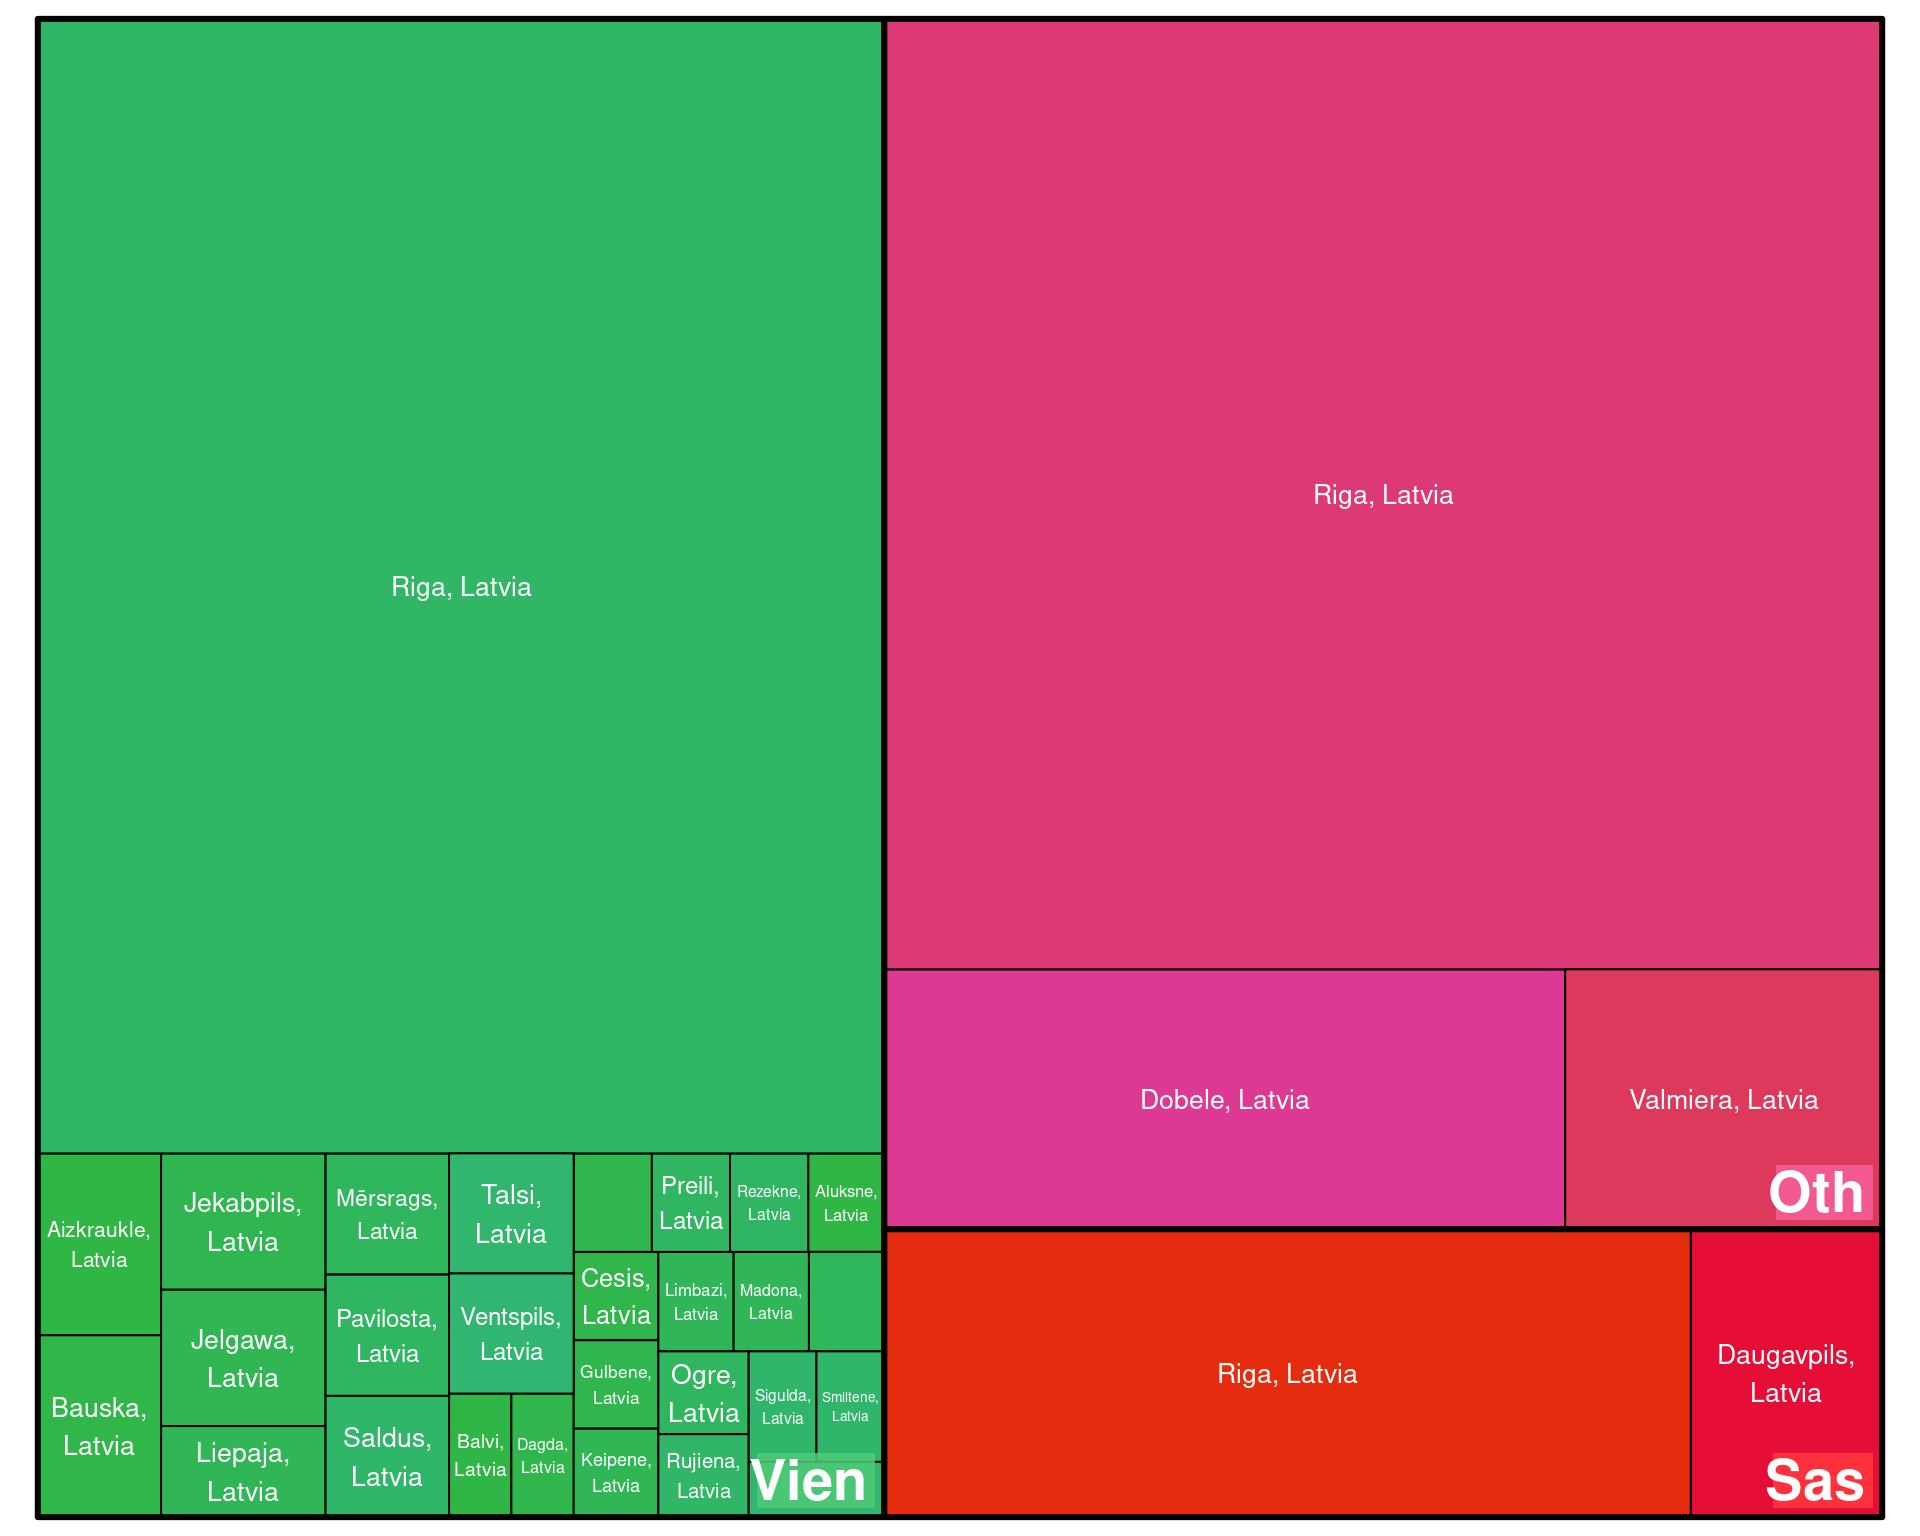 Riga, Latvia
Aizkraukle,
Latvia
Bauska,
Latvia
Jekabpils,
Latvia
Jelgawa,
Latvia
Liepaja,
Latvia
Mērsrags,
Latvia
Pavilosta,
Latvia
Saldus,
Latvia
Talsi,
Latvia
Ventspils,
Latvia
Balvi,
Latvia
Dagda,
Latvia
Cesis,
Latvia
Gulbene,
Latvia
Keipene,
Latvia
Preili,
Latvia
Rezekne,
Latvia
Aluksne,
Latvia
Limbazi,
Latvia
Madona,
Latvia
Ogre,
Latvia
Rujiena,
Latvia
Sigulda,
Latvia
Smiltene,
Latvia
Vien
Riga, Latvia
Dobele, Latvia
Valmiera, Latvia
Oth
Riga, Latvia
Daugavpils,
Latvia
Sas